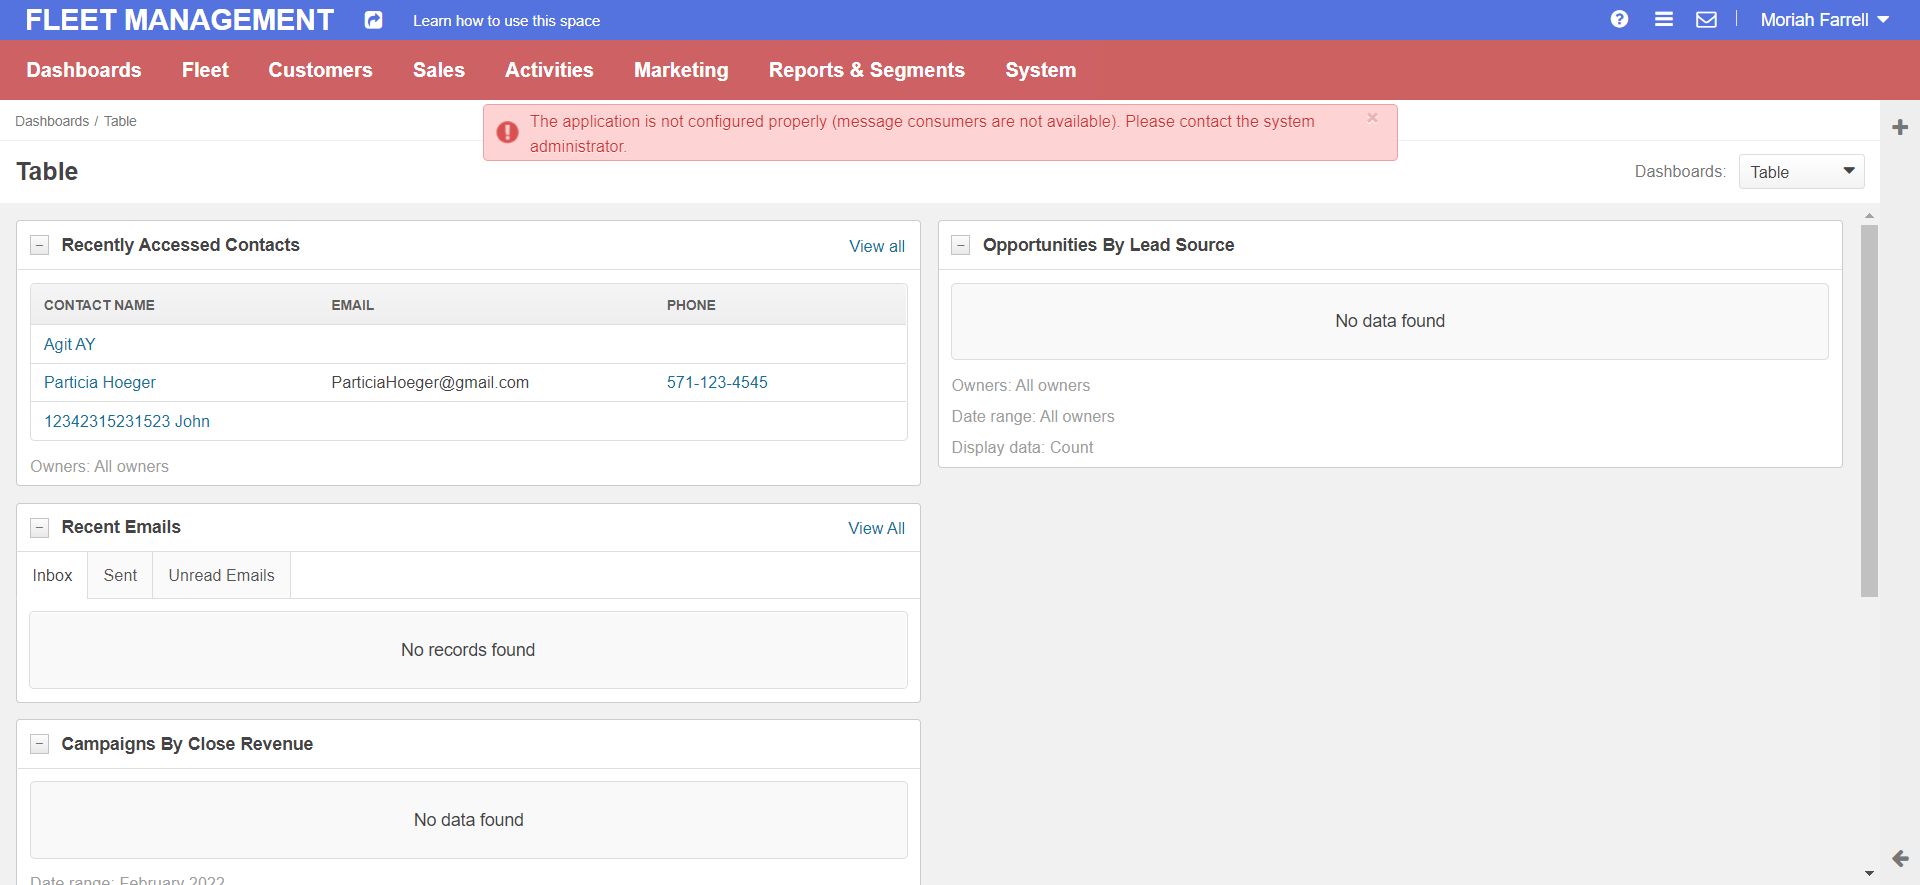 FLEET MANAGEMENT
Learn how to use this space
Moriah Farrell
Dashboards
Fleet
Customers
Sales
Activities
Marketing
Reports & Segments
System
Dashboards / Table
The application is not configured properly (message consumers are not available). Please contact the system
administrator.
Table
Dashboards:
Table
Recently Accessed Contacts
View all
CONTACT NAME
EMAIL
PHONE
Agit AY
Particia Hoeger
ParticiaHoeger@gmail.com
571-123-4545
12342315231523 John
Owners: All owners
Opportunities By Lead Source
No data found
Owners: All owners
Date range: All owners
Display data: Count
Recent Emails
View All
Inbox
Sent
Unread Emails
No records found
Campaigns By Close Revenue
No data found
Date range: February 2022